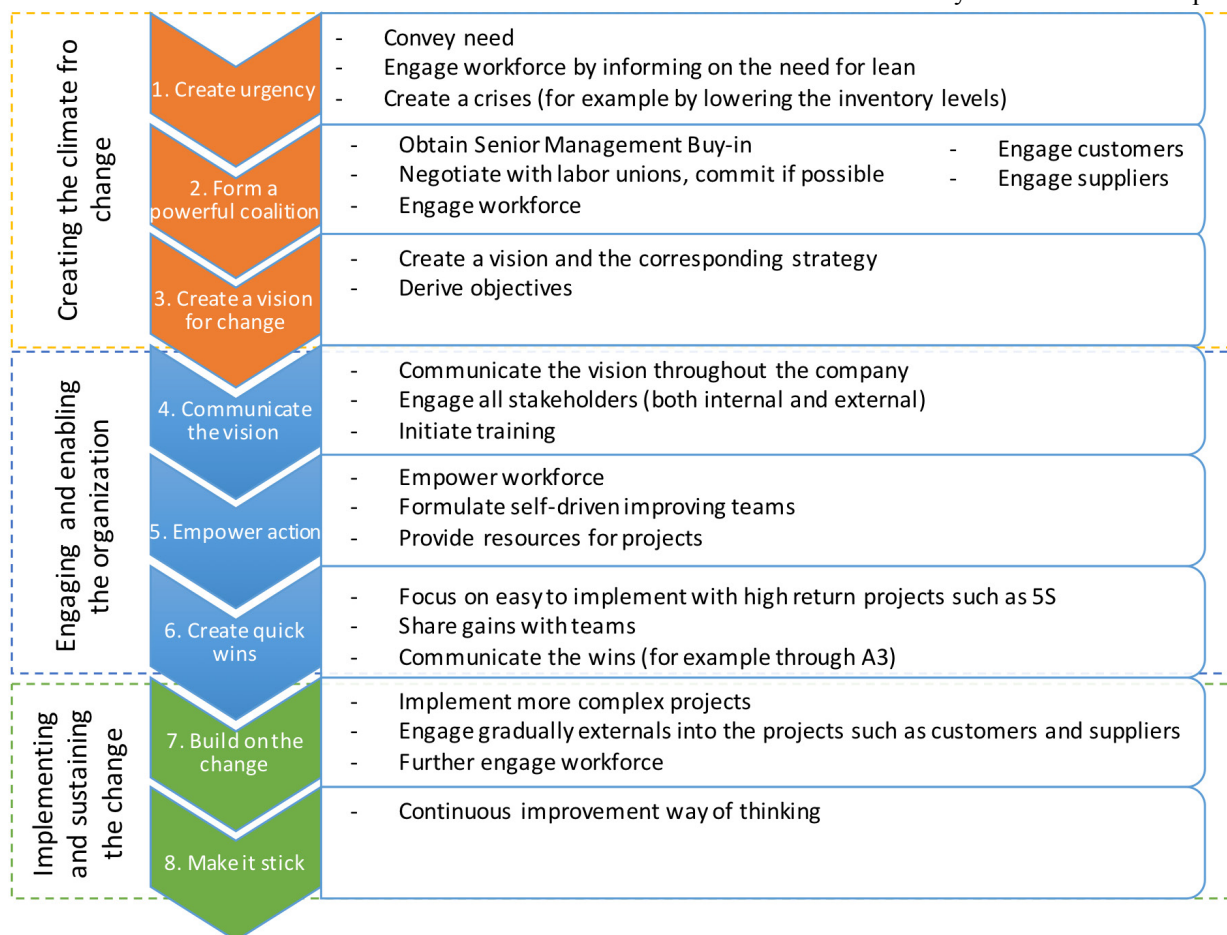 Creating the climate fro
change
1. Create urgency
- Convey need
- Engage workforce by informing on the need for lean
- Create a crises (for example by lowering the inventory levels)
2. Form a
powerful coalition
- Obtain Senior Management Buy-in
- Negotiate with labor unions, commit if possible
- Engage workforce
- Engage customers
- Engage suppliers
3. Create a vision
for change
- Create a vision and the corresponding strategy
- Derive objectives
Engaging and enabling
the organization
4. Communicate
the vision
- Communicate the vision throughout the company
- Engage all stakeholders (both internal and external)
- Initiate training
5. Empower action
- Empower workforce
- Formulate self-driven improving teams
- Provide resources for projects
6. Create quick
wins
- Focus on easy to implement with high return projects such as 5S
- Share gains with teams
- Communicate the wins (for example through A3)
Implementing
and sustaining
the change
7. Build on the
change
- Implement more complex projects
- Engage gradually externals into the projects such as customers and suppliers
- Further engage workforce
8. Make it stick
- Continuous improvement way of thinking